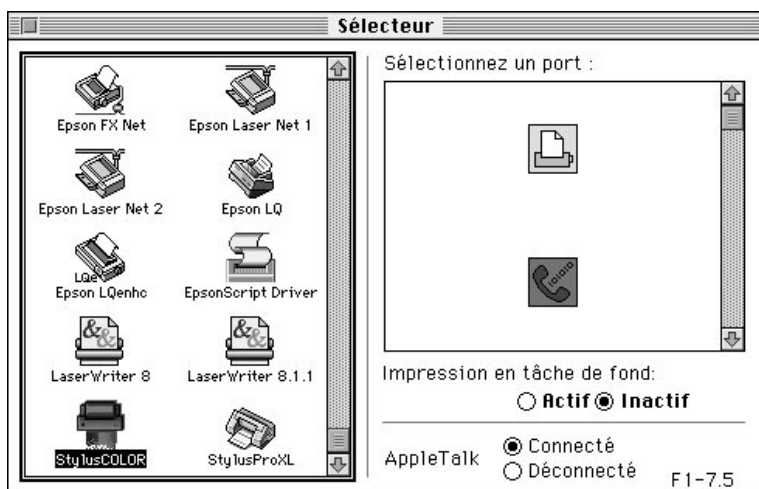 Sélecteur
Epson FX Net
Epson Laser Net 1
Epson Laser Net 2
Epson LQ
LQe
Epson LQenhc
EpsonScript Driver
LaserWriter 8
LaserWriter 8.1.1
StylusCOLOR
StylusProXL
Sélectionnez un port :
Impression en tâche de fond:
Actif Inactif
AppleTalk
Connecté
Déconnecté
F1-7.5